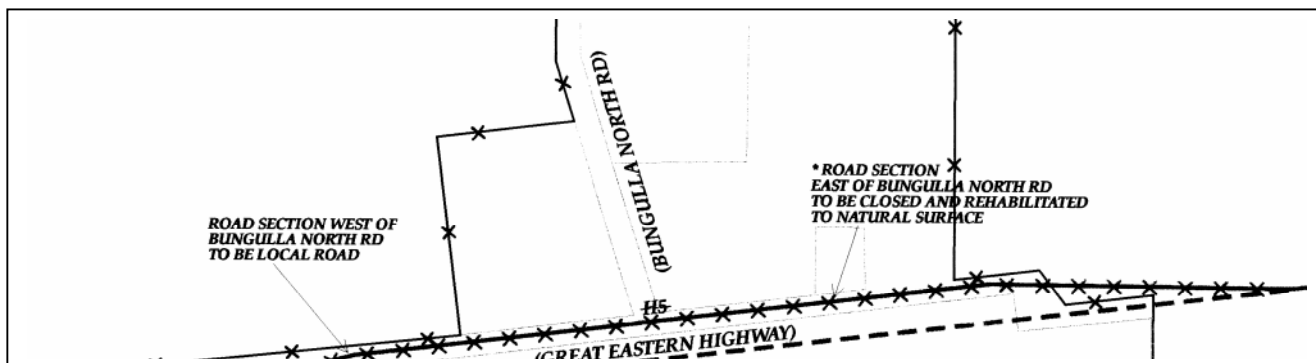 (BUNGULLA NORTH RD)
* ROAD SECTION
EAST OF BUNGULLA NORTH RD
TO BE CLOSED AND REHABILITATED
TO NATURAL SURFACE
ROAD SECTION WEST OF
BUNGULLA NORTH RD
TO BE LOCAL ROAD
H5
(GREAT EASTERN HIGHWAY)